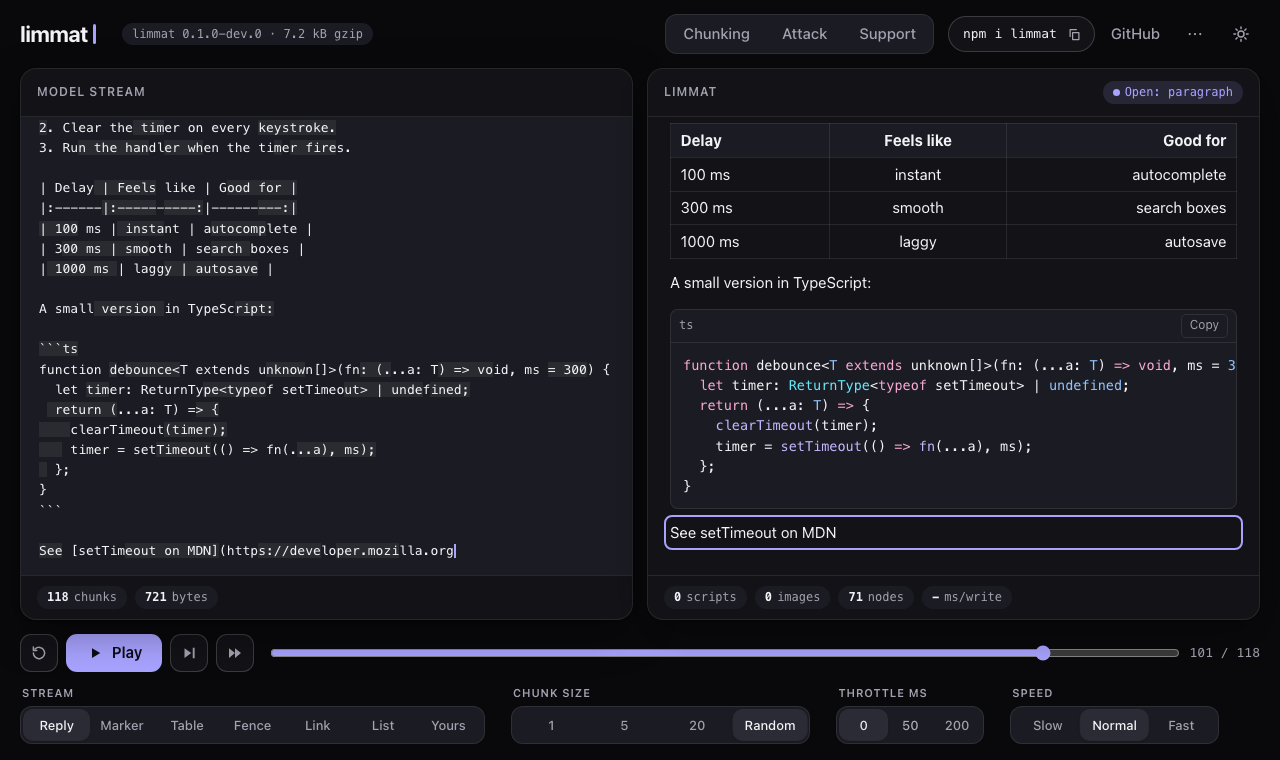 limmat
limmat 0.1.0-dev.0 · 7.2 kB gzip
Chunking Attack Support
npm i limmat
GitHub
···
MODEL STREAM
2. Clear the timer on every keystroke.
3. Run the handler when the timer fires.
| Delay | Feels like | Good for |
|:------|:----------:|---------:|
| 100 ms | instant | autocomplete |
| 300 ms | smooth | search boxes |
| 1000 ms | laggy | autosave |
A small version in TypeScript:
```ts
function debounce<T extends unknown[]>(fn: (...a: T) => void, ms = 300) {
  let timer: ReturnType<typeof setTimeout> | undefined;
  return (...a: T) => {
    clearTimeout(timer);
    timer = setTimeout(() => fn(...a), ms);
  };
}
```
See [setTimeout on MDN](https://developer.mozilla.org
118 chunks
721 bytes
LIMMAT
Open: paragraph
Delay Feels like Good for
100 ms instant autocomplete
300 ms smooth search boxes
1000 ms laggy autosave
A small version in TypeScript:
ts
Copy
function debounce<T extends unknown[]>(fn: (...a: T) => void, ms = 3
  let timer: ReturnType<typeof setTimeout> | undefined;
  return (...a: T) => {
    clearTimeout(timer);
    timer = setTimeout(() => fn(...a), ms);
  };
}
See setTimeout on MDN
0 scripts
0 images
71 nodes
– ms/write
Play
101 / 118
STREAM
Reply Marker Table Fence Link List Yours
CHUNK SIZE
1 5 20 Random
THROTTLE MS
0 50 200
SPEED
Slow Normal Fast